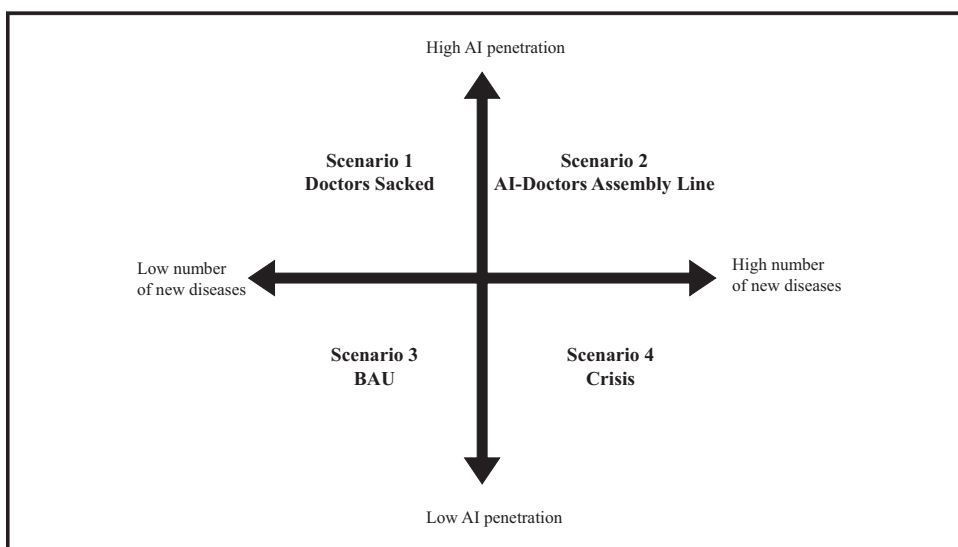 High AI penetration
Scenario 1
Doctors Sacked
Scenario 2
AI-Doctors Assembly Line
Low number
of new diseases
High number
of new diseases
Scenario 3
BAU
Scenario 4
Crisis
Low AI penetration